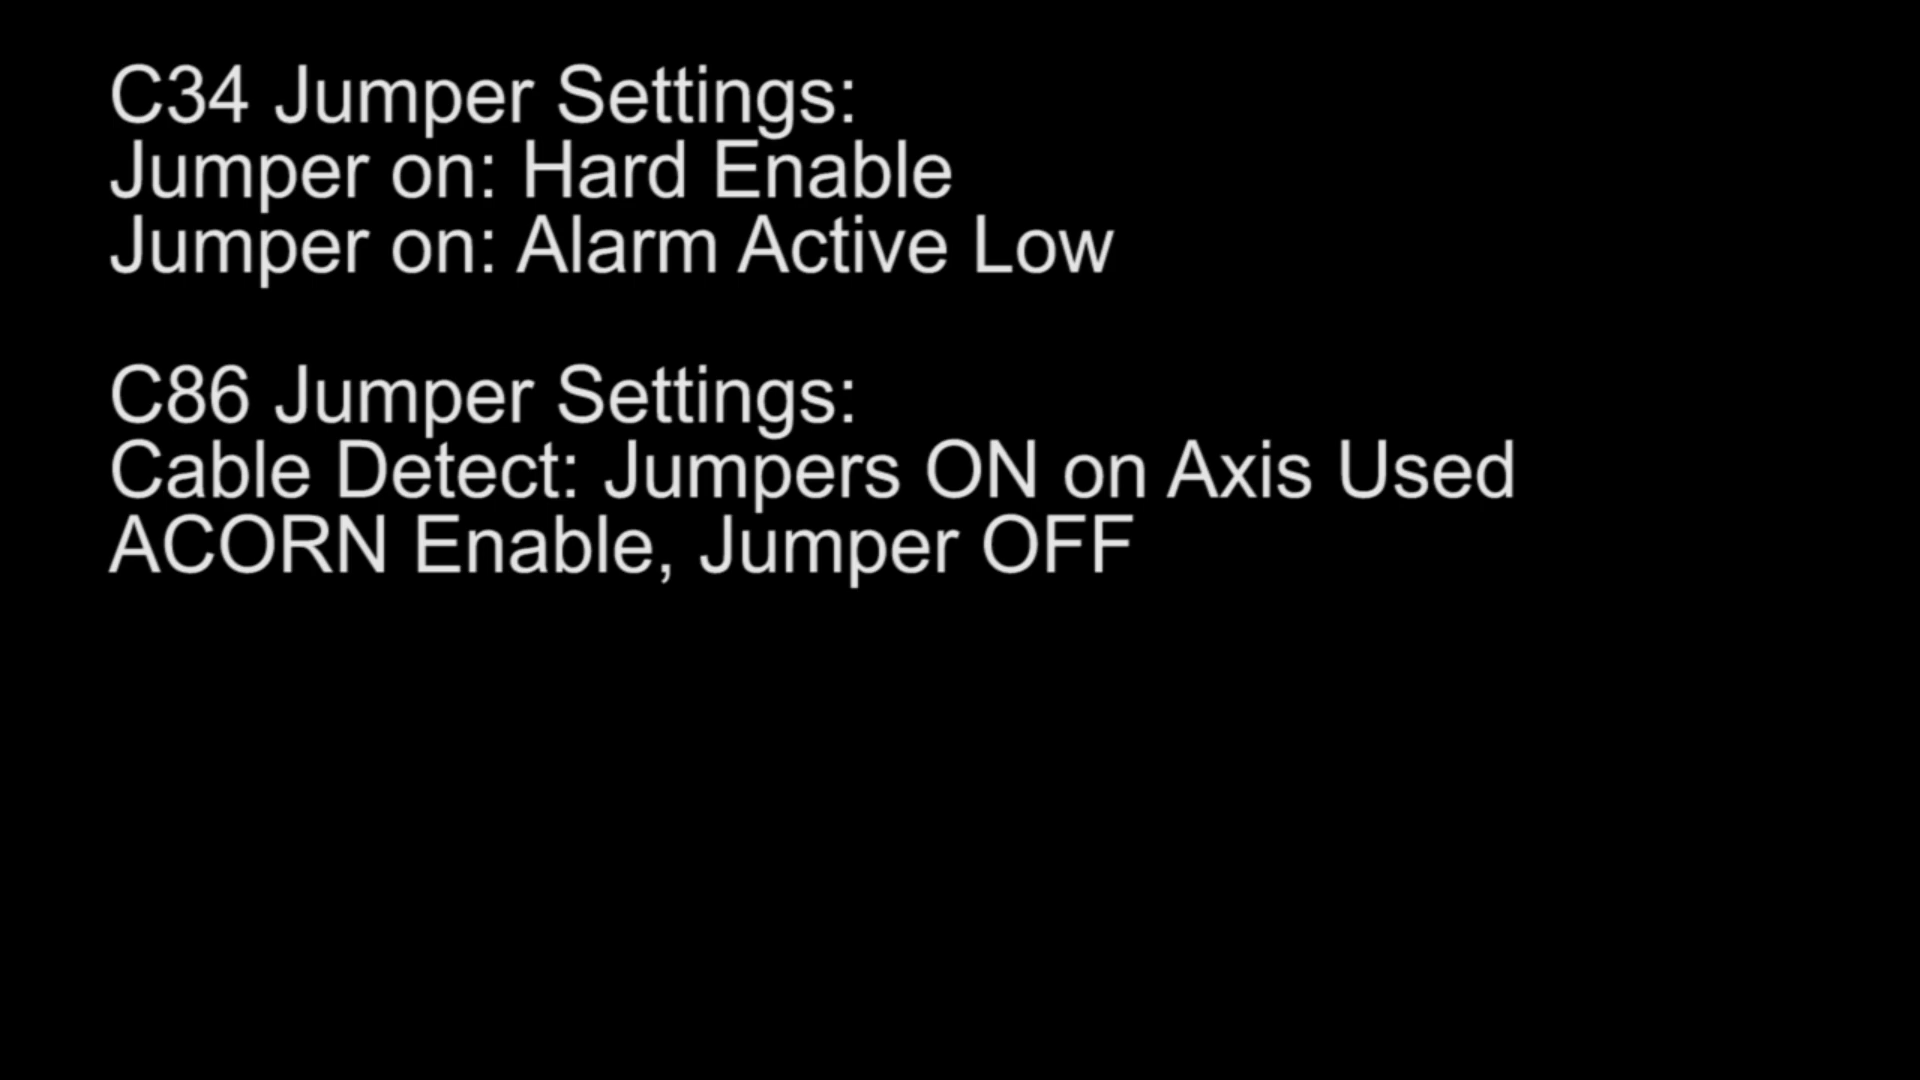 C34 Jumper Settings:
Jumper on: Hard Enable
Jumper on: Alarm Active Low
C86 Jumper Settings:
Cable Detect: Jumpers ON on Axis Used
ACORN Enable, Jumper OFF